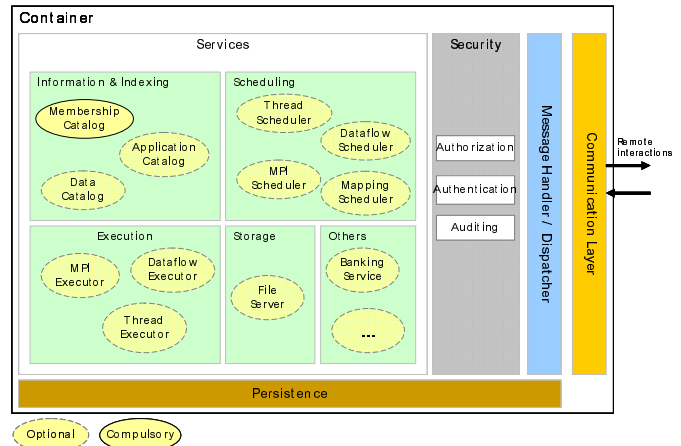 Container
Services
Security
Information & Indexing
Membership
Catalog
Application
Catalog
Data
Catalog
Scheduling
Thread
Scheduler
Dataflow
Scheduler
MPI
Scheduler
Mapping
Scheduler
Execution
MPI
Executor
Dataflow
Executor
Thread
Executor
Storage
File
Server
Others
Banking
Service
...
Authorization
Authentication
Auditing
Message Handler / Dispatcher
Communication Layer
Remote
interactions
Persistence
Optional
Compulsory